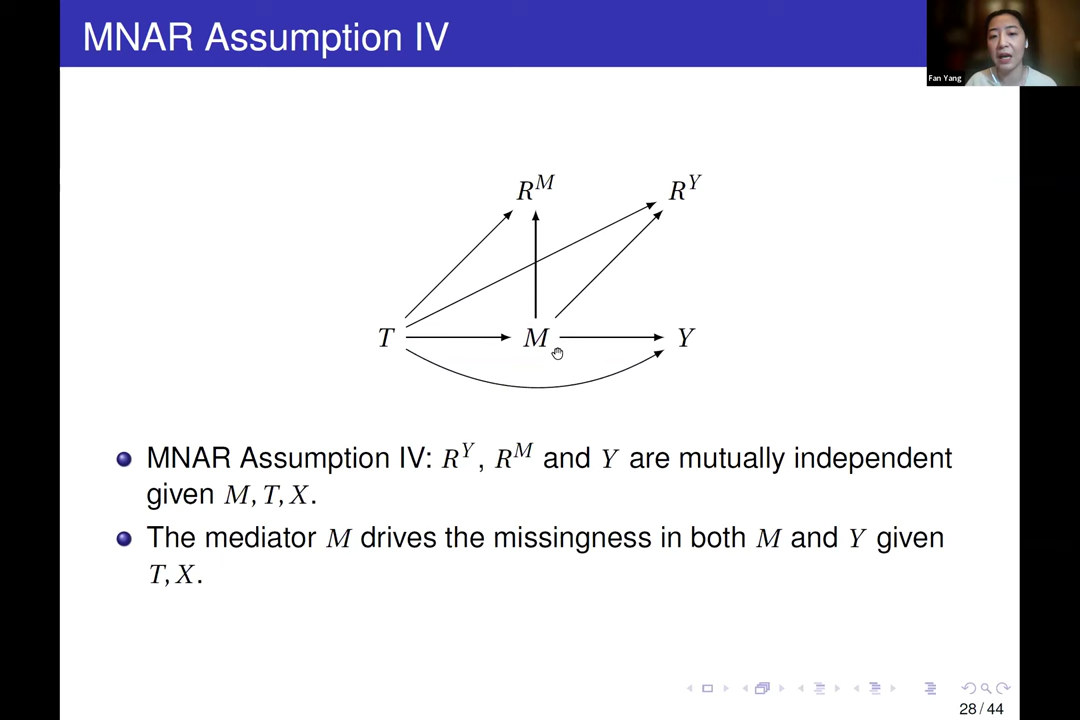 MNAR Assumption IV
Fan Yang
R^M
R^Y
T
M
Y
MNAR Assumption IV: R^Y, R^M and Y are mutually independent
given M, T, X.
The mediator M drives the missingness in both M and Y given
T, X.
28 / 44